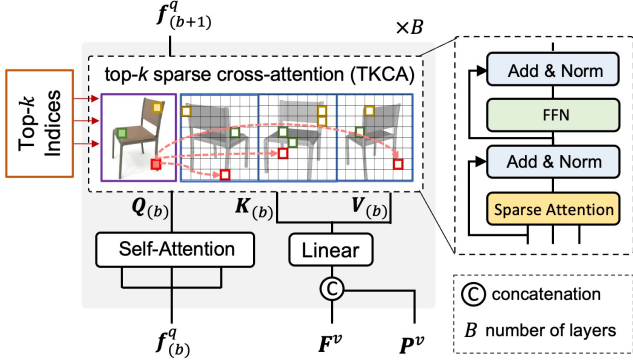 f^q_{(b+1)}
×B
top-k sparse cross-attention (TKCA)
Top-k
Indices
Q_{(b)}
K_{(b)}
V_{(b)}
Self-Attention
Linear
C
f^q_{(b)}
F^v
P^v
Add & Norm
FFN
Add & Norm
Sparse Attention
C concatenation
B number of layers